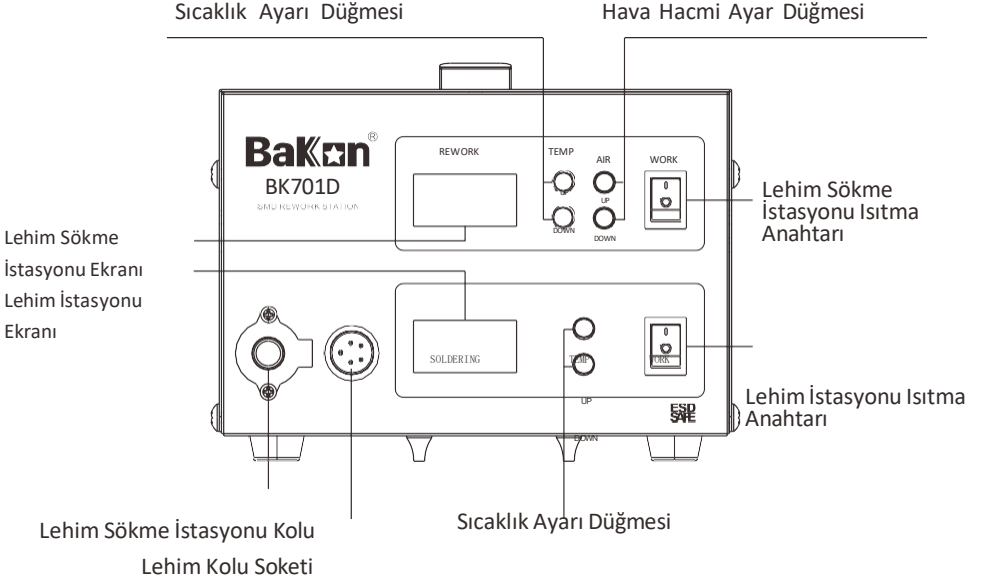 Sıcaklık Ayarı Düğmesi
Hava Hacmi Ayar Düğmesi
BaKon®
BK701D
SMD REWORK STATION
REWORK
TEMP
AIR
WORK
UP
UP
DOWN
DOWN
Lehim Sökme
İstasyonu Isıtma
Anahtarı
Lehim Sökme
İstasyonu Ekranı
Lehim İstasyonu
Ekranı
SOLDERING
TEMP
WORK
UP
DOWN
ESD
SAFE
Lehim İstasyonu Isıtma
Anahtarı
Lehim Sökme İstasyonu Kolu
Sıcaklık Ayarı Düğmesi
Lehim Kolu Soketi